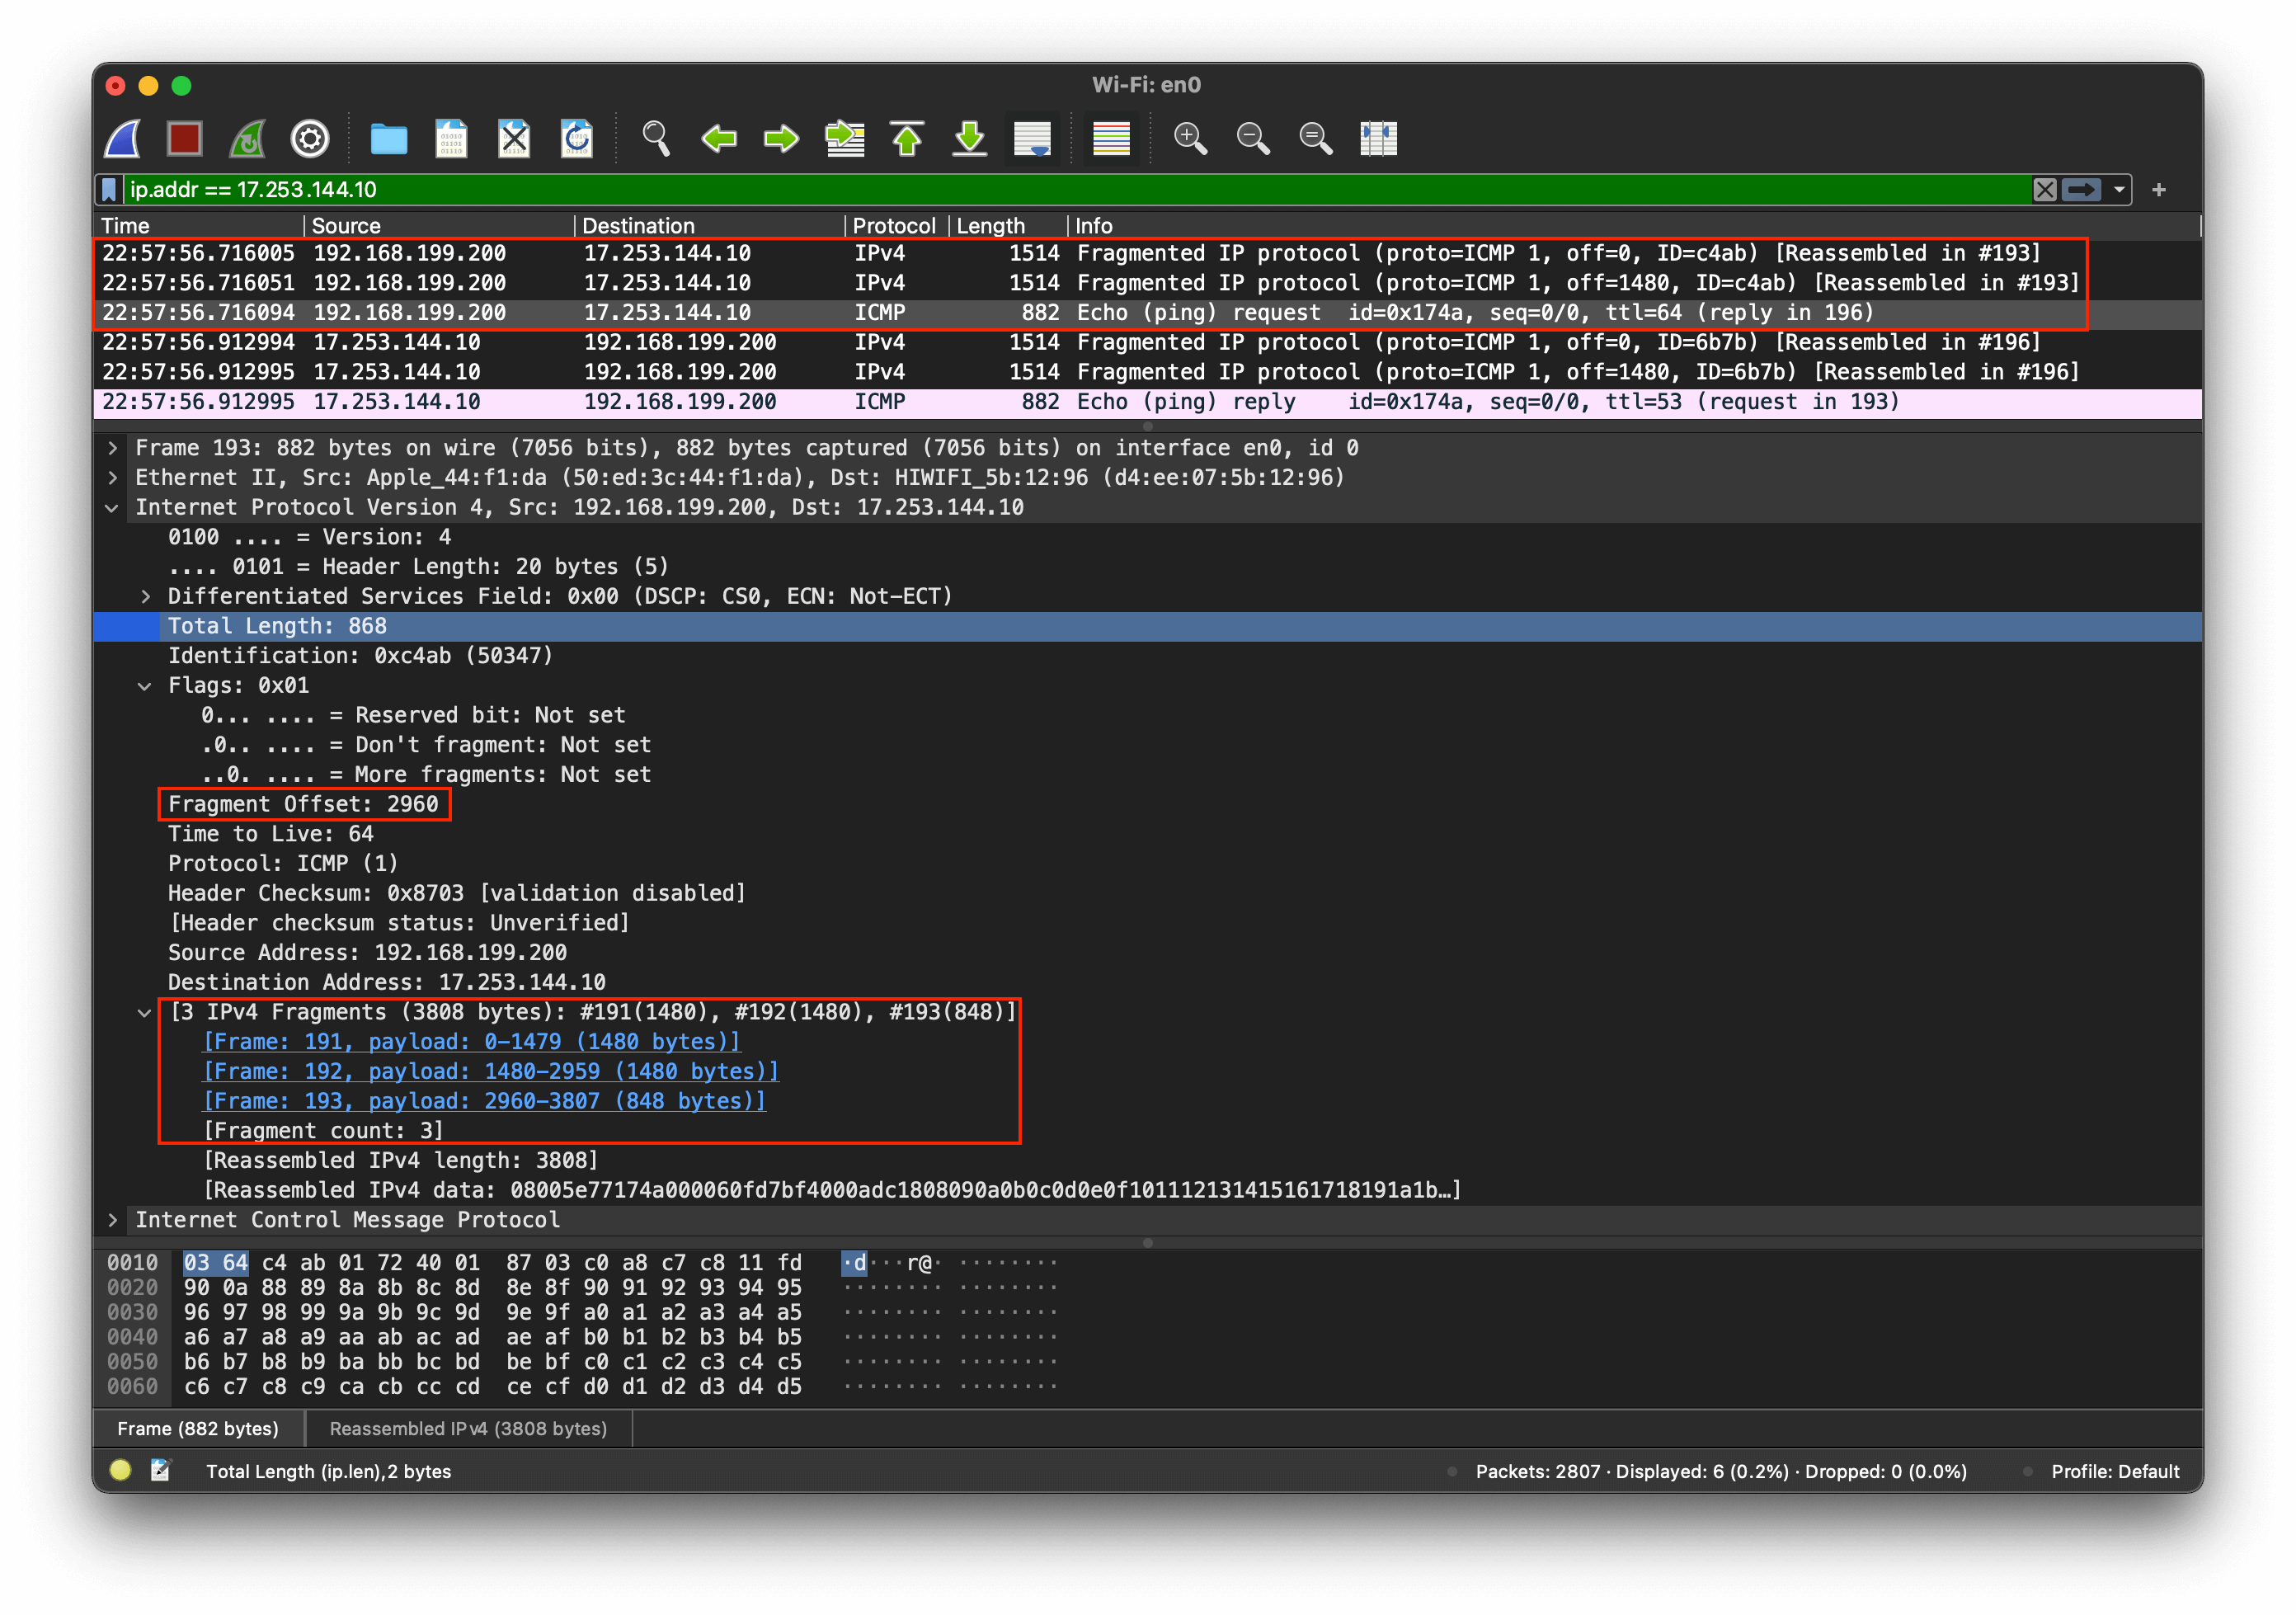 Wi-Fi: en0
ip.addr == 17.253.144.10
Time Source Destination Protocol Length Info
22:57:56.716005 192.168.199.200 17.253.144.10 IPv4 1514 Fragmented IP protocol (proto=ICMP 1, off=0, ID=c4ab) [Reassembled in #193]
22:57:56.716051 192.168.199.200 17.253.144.10 IPv4 1514 Fragmented IP protocol (proto=ICMP 1, off=1480, ID=c4ab) [Reassembled in #193]
22:57:56.716094 192.168.199.200 17.253.144.10 ICMP 882 Echo (ping) request id=0x174a, seq=0/0, ttl=64 (reply in 196)
22:57:56.912994 17.253.144.10 192.168.199.200 IPv4 1514 Fragmented IP protocol (proto=ICMP 1, off=0, ID=6b7b) [Reassembled in #196]
22:57:56.912995 17.253.144.10 192.168.199.200 IPv4 1514 Fragmented IP protocol (proto=ICMP 1, off=1480, ID=6b7b) [Reassembled in #196]
22:57:56.912995 17.253.144.10 192.168.199.200 ICMP 882 Echo (ping) reply id=0x174a, seq=0/0, ttl=53 (request in 193)
Frame 193: 882 bytes on wire (7056 bits), 882 bytes captured (7056 bits) on interface en0, id 0
Ethernet II, Src: Apple_44:f1:da (50:ed:3c:44:f1:da), Dst: HIWIFI_5b:12:96 (d4:ee:07:5b:12:96)
Internet Protocol Version 4, Src: 192.168.199.200, Dst: 17.253.144.10
0100 .... = Version: 4
.... 0101 = Header Length: 20 bytes (5)
Differentiated Services Field: 0x00 (DSCP: CS0, ECN: Not-ECT)
Total Length: 868
Identification: 0xc4ab (50347)
Flags: 0x01
0... .... = Reserved bit: Not set
.0.. .... = Don't fragment: Not set
..0. .... = More fragments: Not set
Fragment Offset: 2960
Time to Live: 64
Protocol: ICMP (1)
Header Checksum: 0x8703 [validation disabled]
[Header checksum status: Unverified]
Source Address: 192.168.199.200
Destination Address: 17.253.144.10
[3 IPv4 Fragments (3808 bytes): #191(1480), #192(1480), #193(848)]
[Frame: 191, payload: 0-1479 (1480 bytes)]
[Frame: 192, payload: 1480-2959 (1480 bytes)]
[Frame: 193, payload: 2960-3807 (848 bytes)]
[Fragment count: 3]
[Reassembled IPv4 length: 3808]
[Reassembled IPv4 data: 08005e77174a000060fd7bf4000adc1808090a0b0c0d0e0f101112131415161718191a1b…]
Internet Control Message Protocol
0010 03 64 c4 ab 01 72 40 01 87 03 c0 a8 c7 c8 11 fd ·d···r@· ········
0020 90 0a 88 89 8a 8b 8c 8d 8e 8f 90 91 92 93 94 95 ········ ········
0030 96 97 98 99 9a 9b 9c 9d 9e 9f a0 a1 a2 a3 a4 a5 ········ ········
0040 a6 a7 a8 a9 aa ab ac ad ae af b0 b1 b2 b3 b4 b5 ········ ········
0050 b6 b7 b8 b9 ba bb bc bd be bf c0 c1 c2 c3 c4 c5 ········ ········
0060 c6 c7 c8 c9 ca cb cc cd ce cf d0 d1 d2 d3 d4 d5 ········ ········
Frame (882 bytes) Reassembled IPv4 (3808 bytes)
Total Length (ip.len), 2 bytes Packets: 2807 · Displayed: 6 (0.2%) · Dropped: 0 (0.0%) Profile: Default